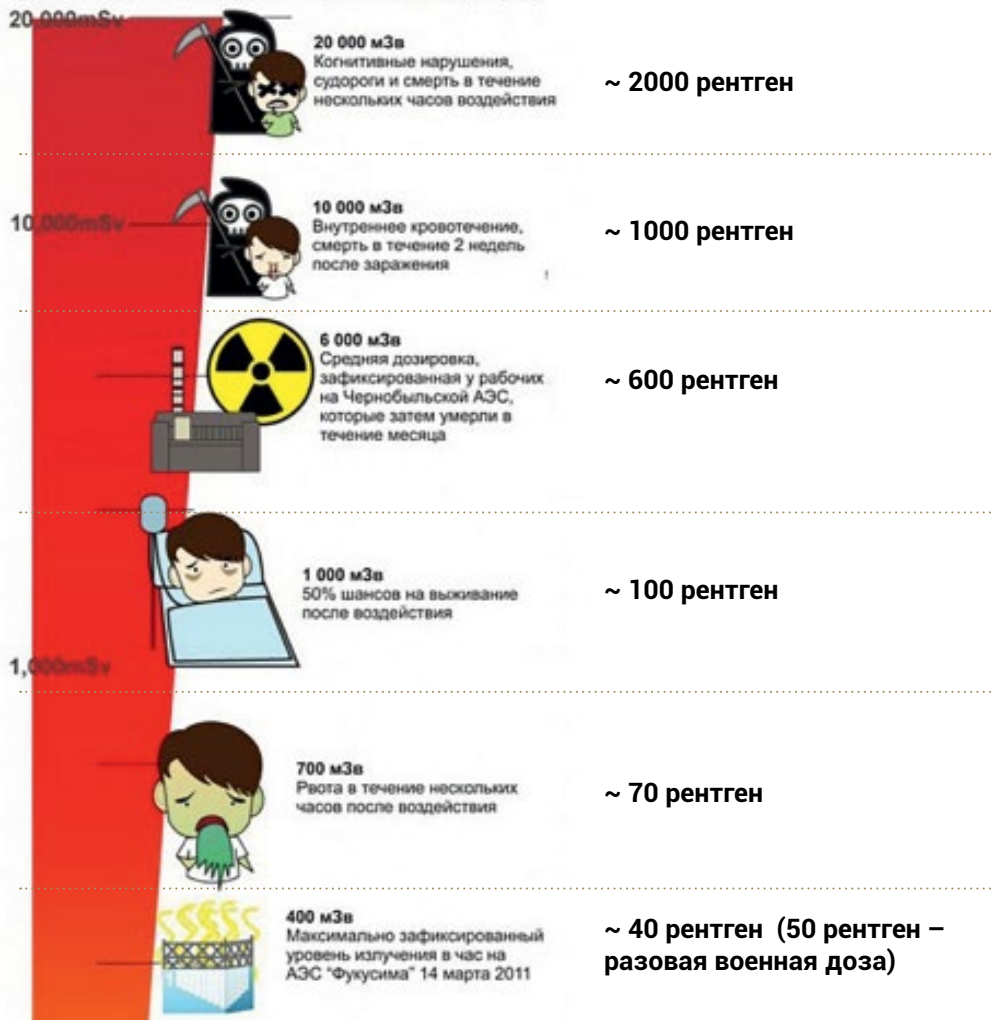 20,000mSv
20 000 мЗв
Когнитивные нарушения,
судороги и смерть в течение
нескольких часов воздействия
~ 2000 рентген
10,000mSv
10 000 мЗв
Внутреннее кровотечение,
смерть в течение 2 недель
после заражения
~ 1000 рентген
6 000 мЗв
Средняя дозировка,
зафиксированная у рабочих
на Чернобыльской АЭС,
которые затем умерли в
течение месяца
~ 600 рентген
1 000 мЗв
50% шансов на выживание
после воздействия
~ 100 рентген
1,000mSv
700 мЗв
Рвота в течение нескольких
часов после воздействия
~ 70 рентген
400 мЗв
Максимально зафиксированный
уровень излучения в час на
АЭС "Фукусима" 14 марта 2011
~ 40 рентген (50 рентген –
разовая военная доза)